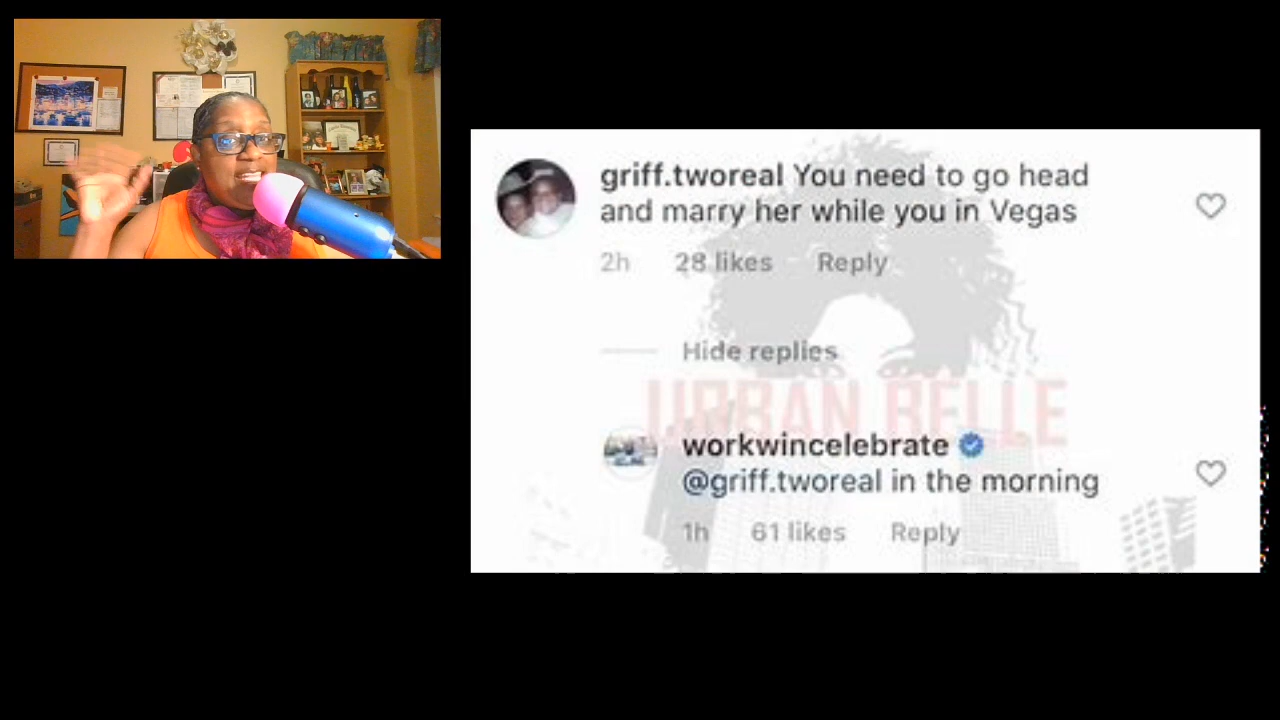 griff.tworeal You need to go head
and marry her while you in Vegas
2h 28 likes Reply
Hide replies
URBAN BELLE
workwincelebrate
@griff.tworeal in the morning
1h 61 likes Reply